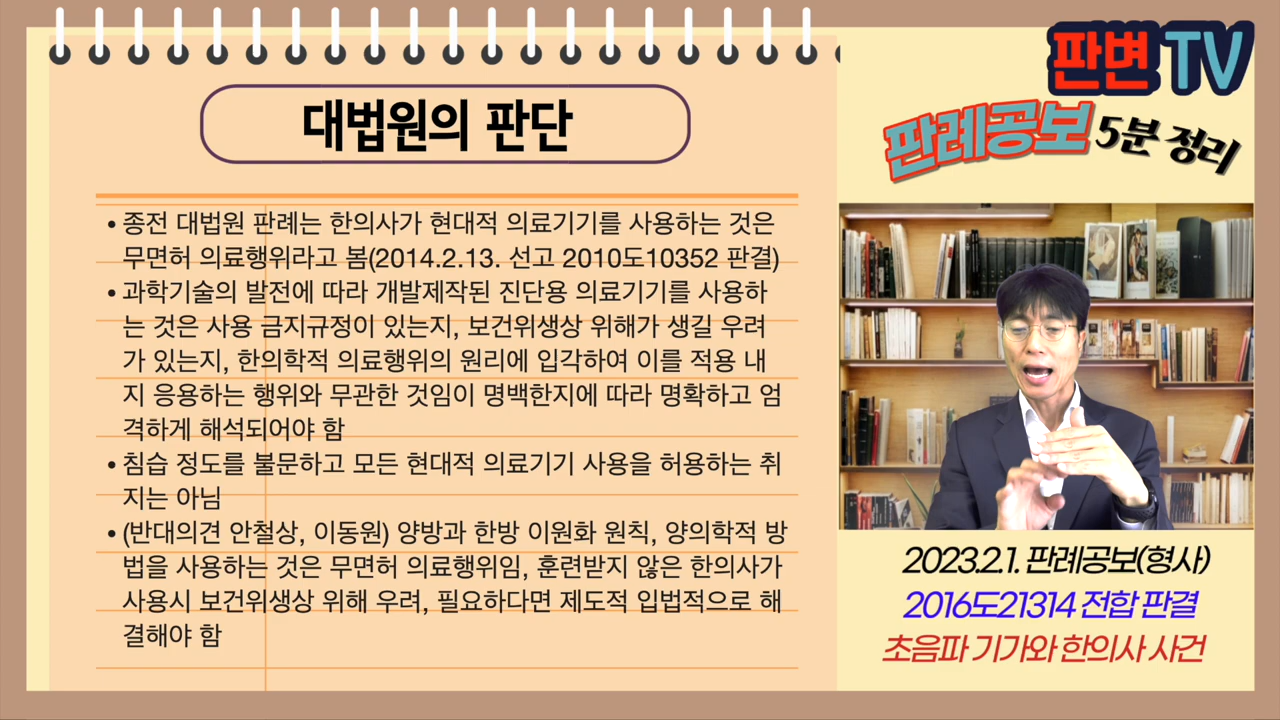 대법원의 판단
• 종전 대법원 판례는 한의사가 현대적 의료기기를 사용하는 것은
무면허 의료행위라고 봄(2014.2.13. 선고 2010도10352 판결)
• 과학기술의 발전에 따라 개발제작된 진단용 의료기기를 사용하
는 것은 사용 금지규정이 있는지, 보건위생상 위해가 생길 우려
가 있는지, 한의학적 의료행위의 원리에 입각하여 이를 적용 내
지 응용하는 행위와 무관한 것임이 명백한지에 따라 명확하고 엄
격하게 해석되어야 함
• 침습 정도를 불문하고 모든 현대적 의료기기 사용을 허용하는 취
지는 아님
• (반대의견 안철상, 이동원) 양방과 한방 이원화 원칙, 양의학적 방
법을 사용하는 것은 무면허 의료행위임, 훈련받지 않은 한의사가
사용시 보건위생상 위해 우려, 필요하다면 제도적 입법적으로 해
결해야 함
판변 TV
판례공보 5분 정리
2023.2.1. 판례공보(형사)
2016도21314 전합 판결
초음파 기기와 한의사 사건